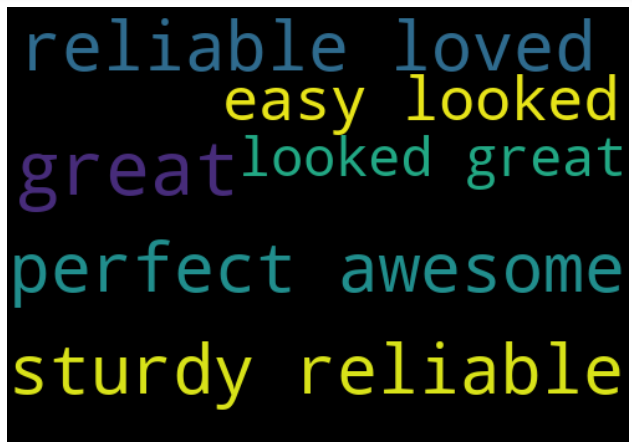 reliable loved
easy looked
great
looked great
perfect awesome
sturdy reliable